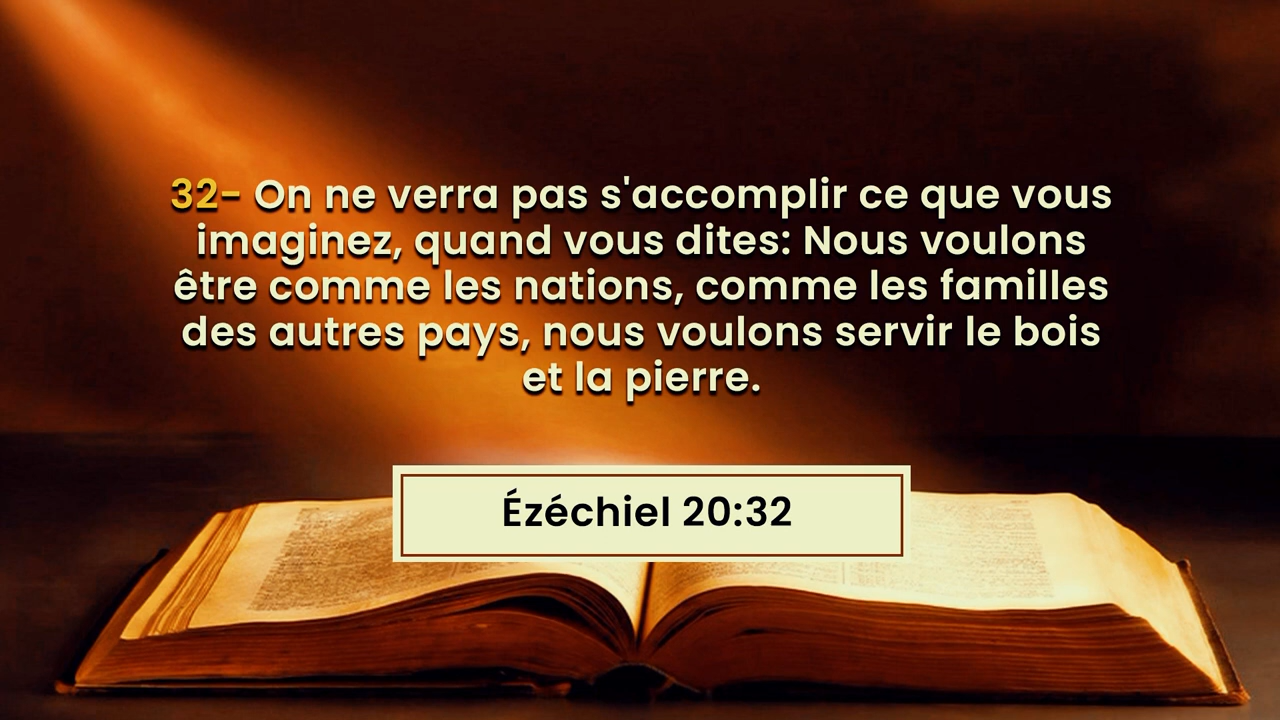 32- On ne verra pas s'accomplir ce que vous
imaginez, quand vous dites: Nous voulons
être comme les nations, comme les familles
des autres pays, nous voulons servir le bois
et la pierre.
Ézéchiel 20:32